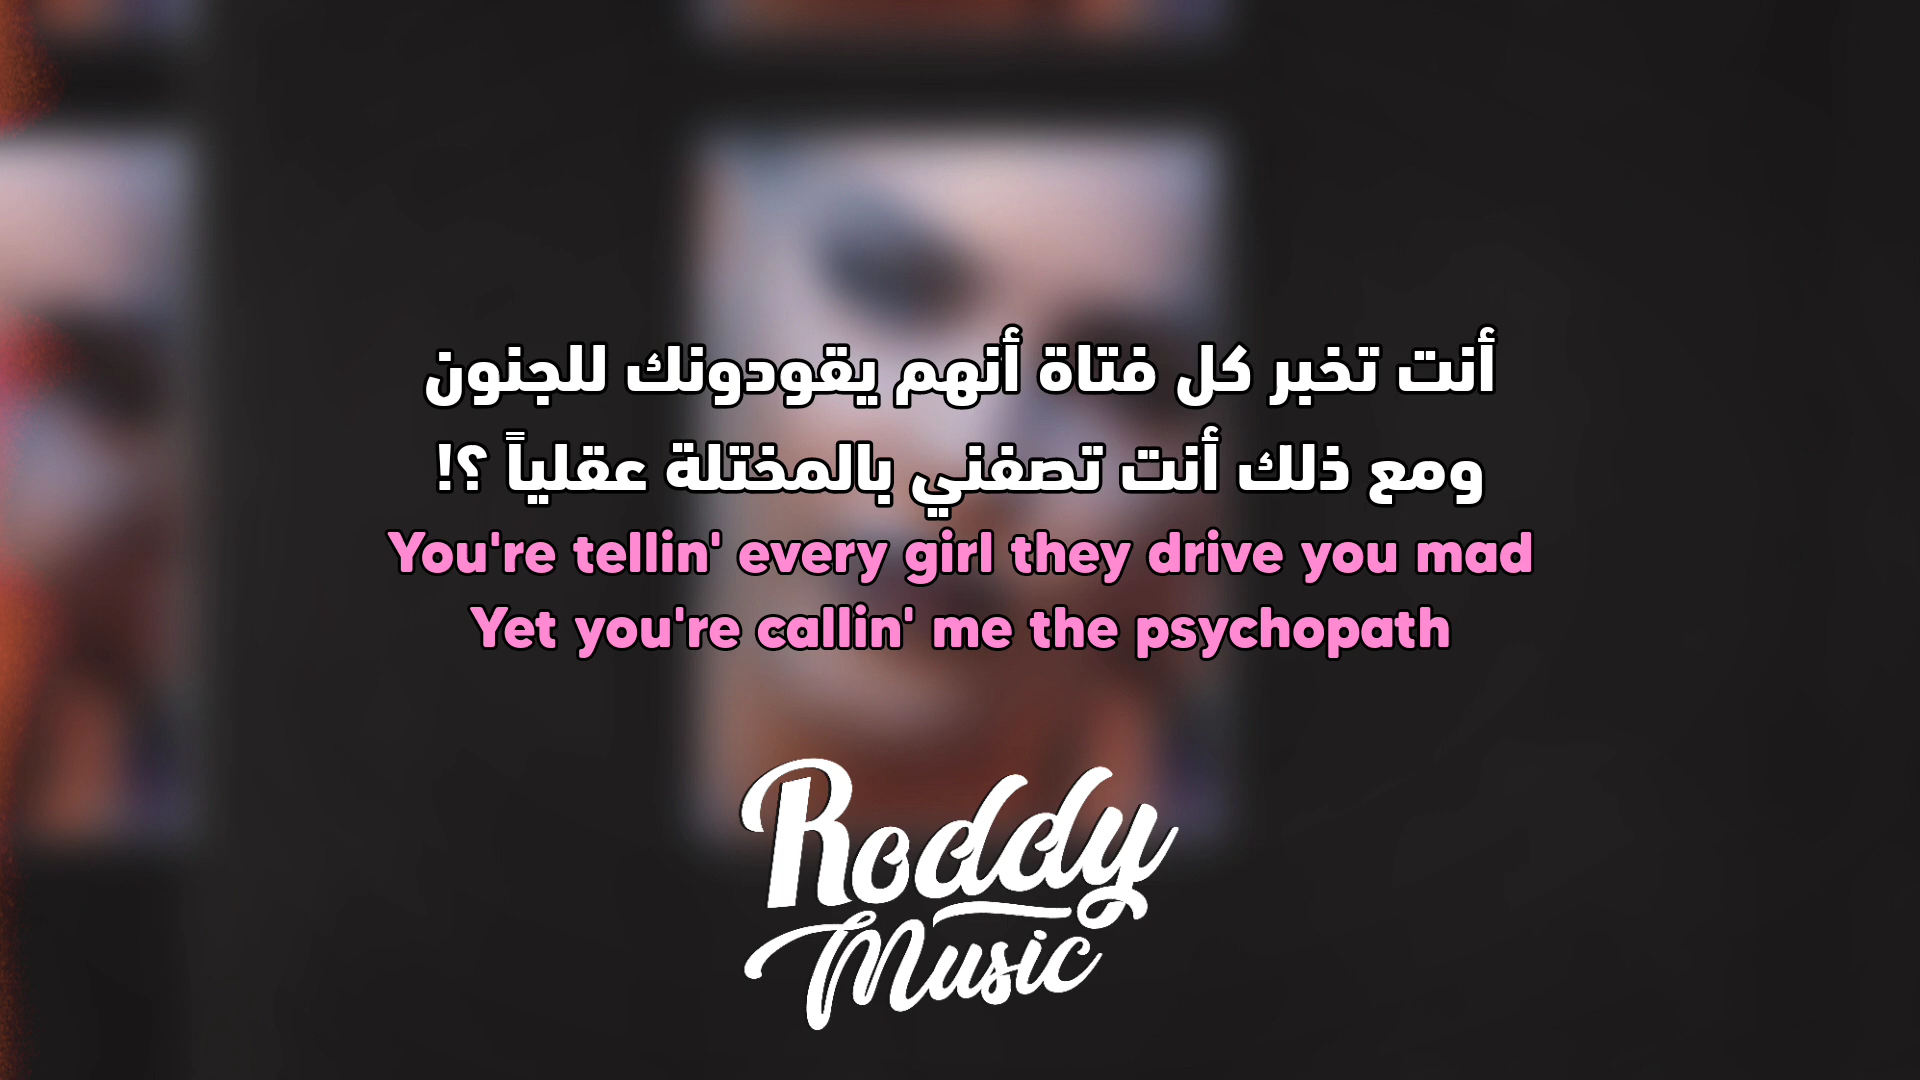 أنت تخبر كل فتاة أنهم يقودونك للجنون
ومع ذلك أنت تصفني بالمختلة عقلياً ؟!
You're tellin' every girl they drive you mad
Yet you're callin' me the psychopath
Roddy
Music